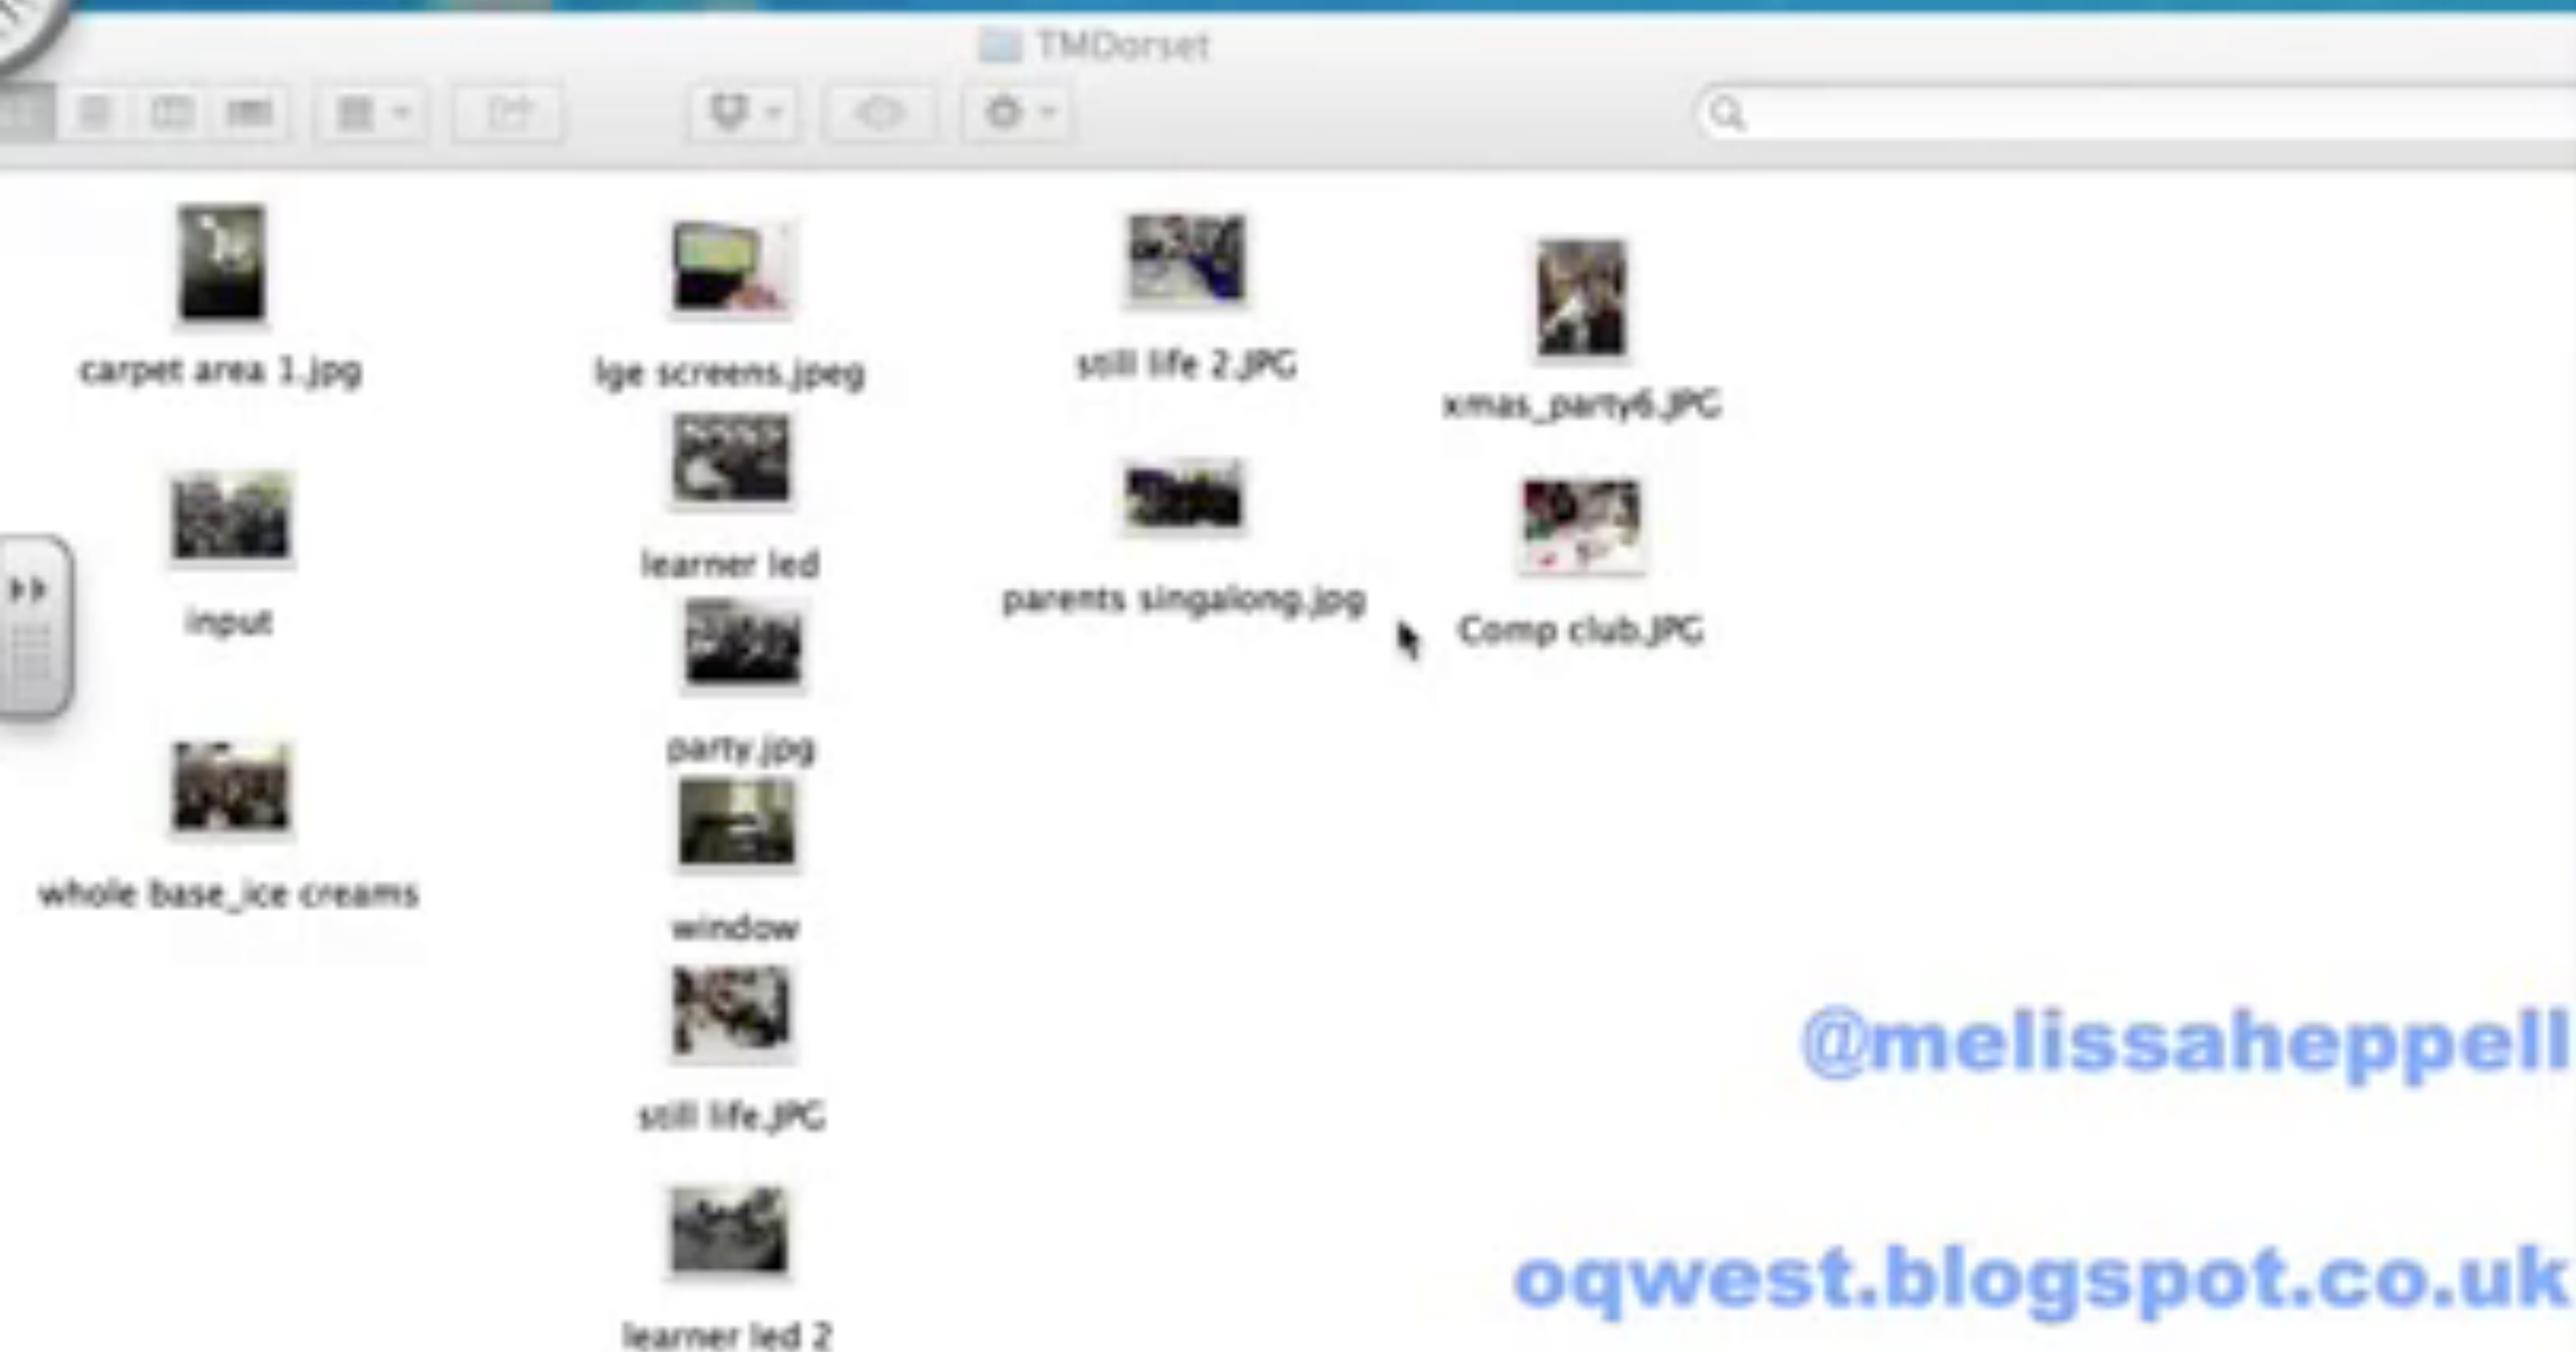 TMDorset
carpet area 1.jpg
lge screens.jpeg
still life 2.JPG
xmas_party6.JPG
input
learner led
parents singalong.jpg
Comp club.JPG
whole base_ice creams
party.jpg
window
still life.JPG
learner led 2
@melissaheppell
oqwest.blogspot.co.uk